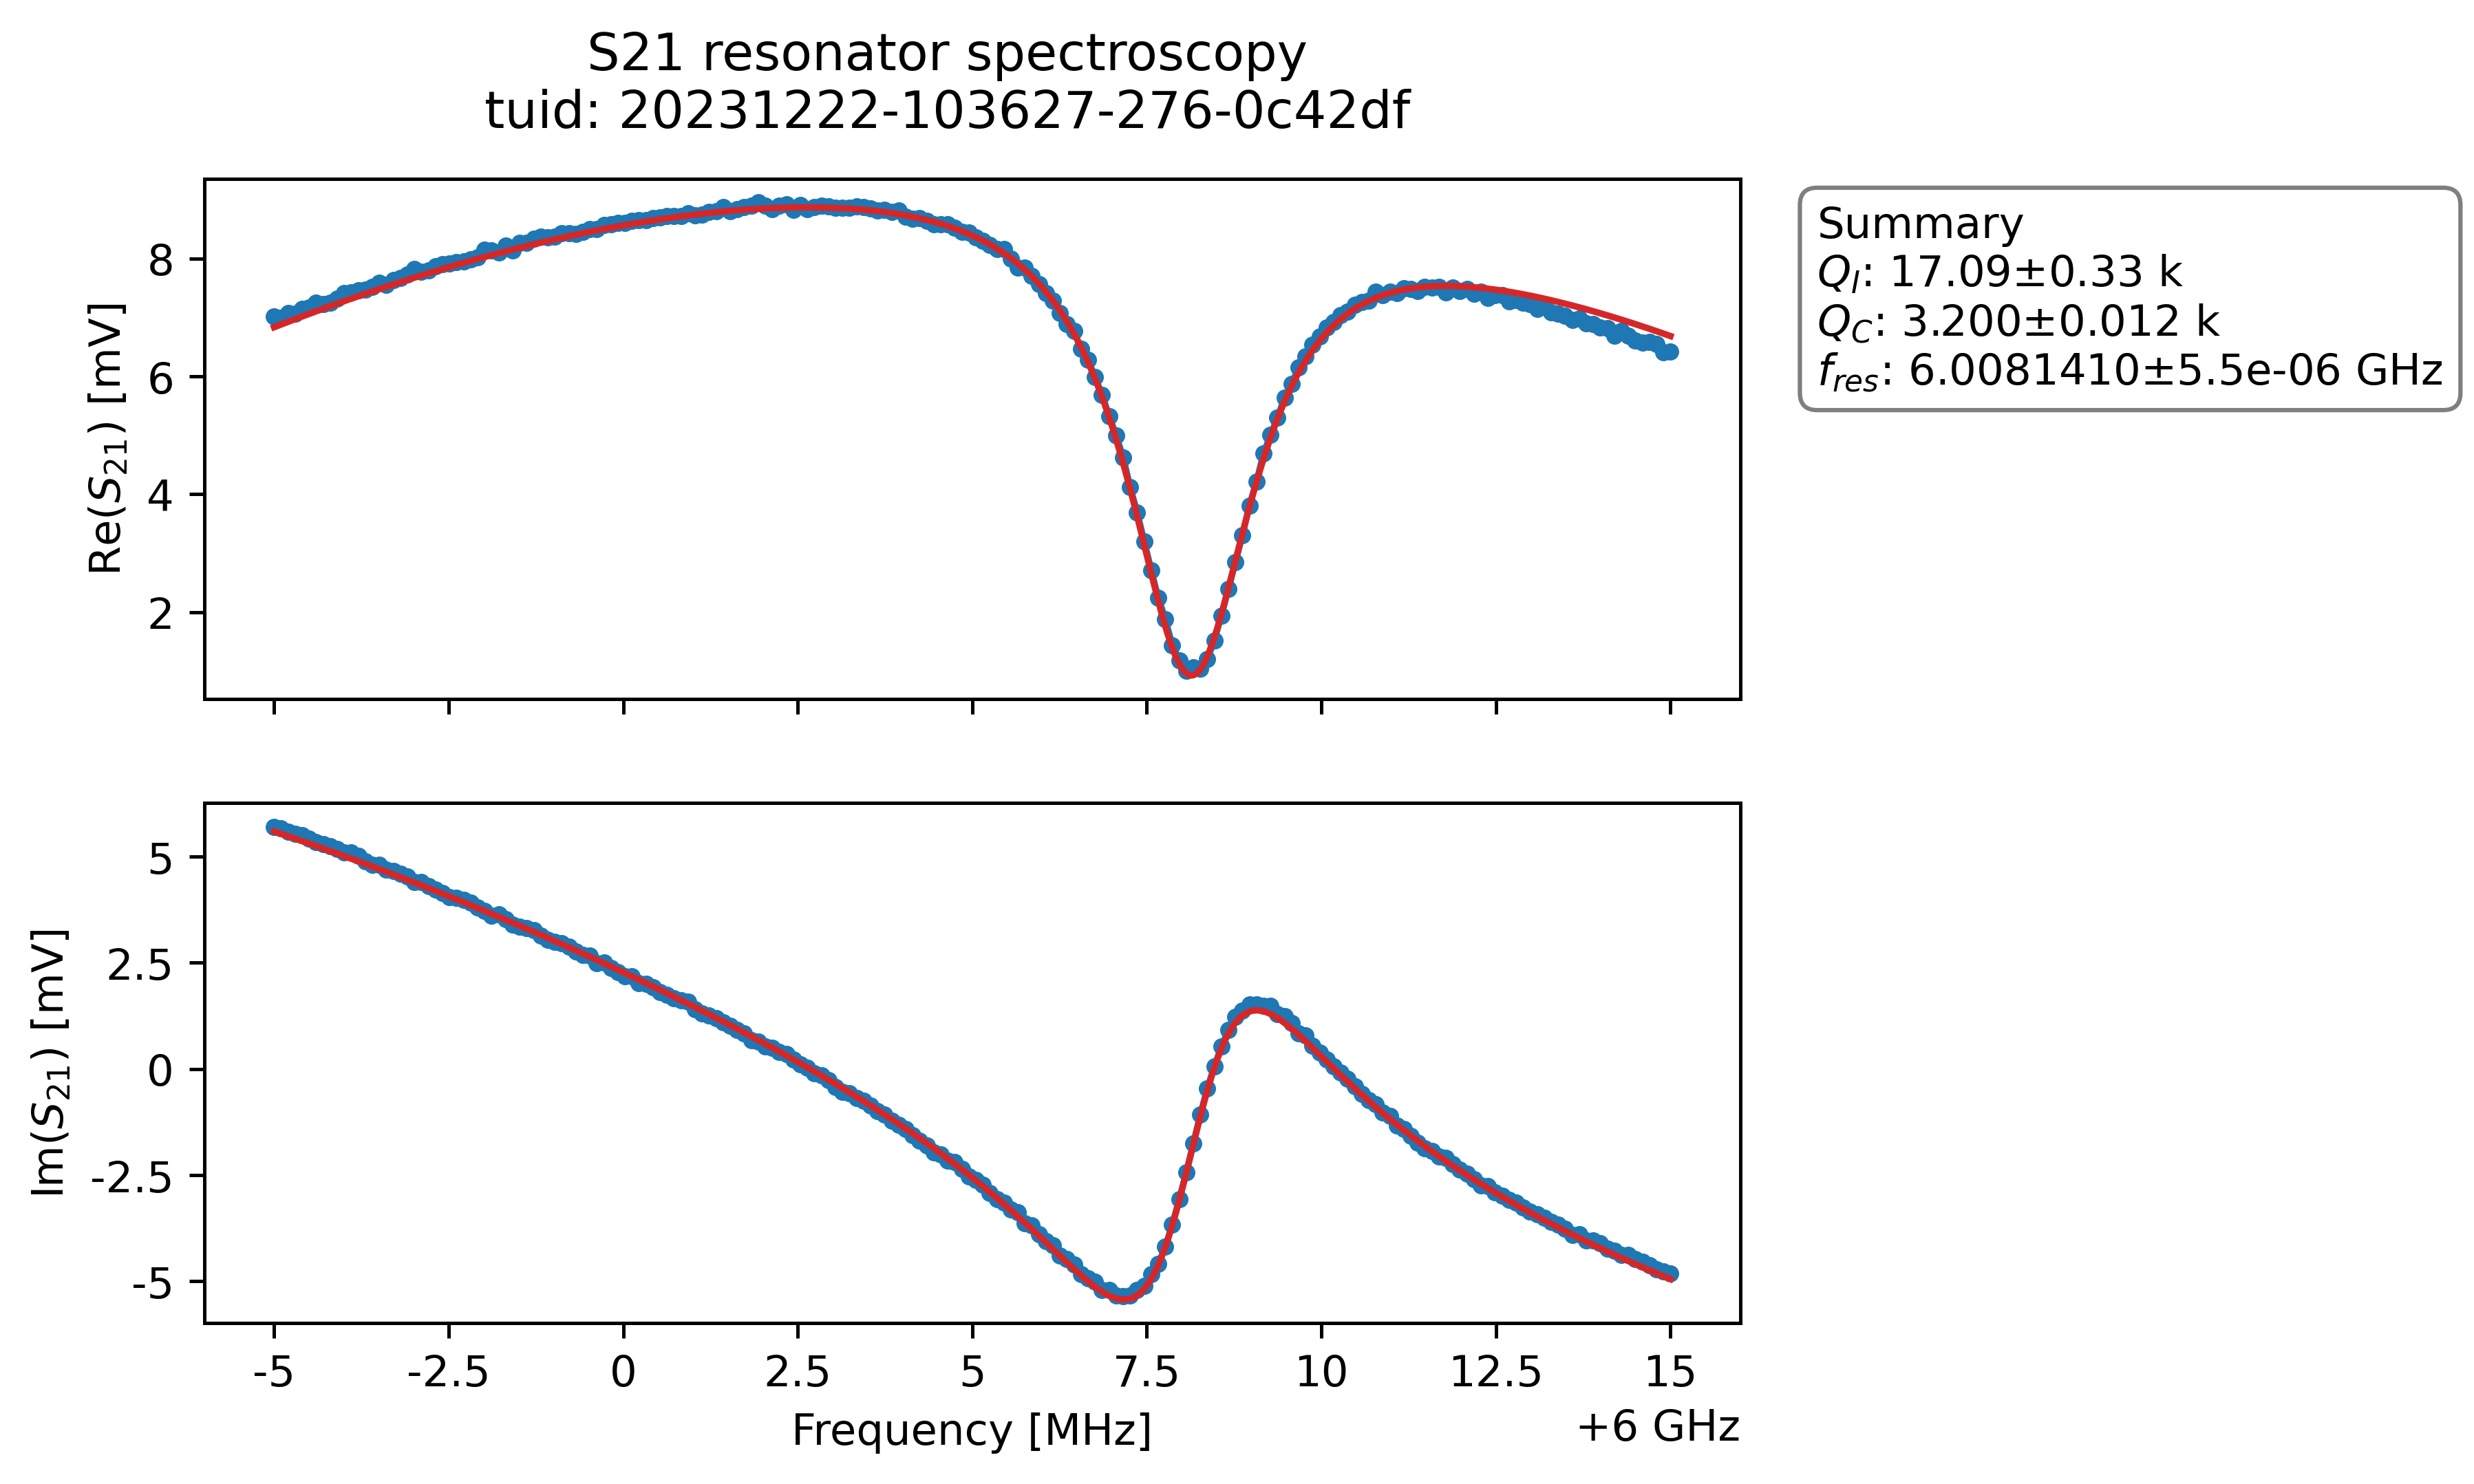 S21 resonator spectroscopy
tuid: 20231222-103627-276-0c42df
Re(S₂₁) [mV]
8
6
4
2
Summary
Q_I: 17.09±0.33 k
Q_C: 3.200±0.012 k
f_res: 6.0081410±5.5e-06 GHz
Im(S₂₁) [mV]
5
2.5
0
-2.5
-5
-5 -2.5 0 2.5 5 7.5 10 12.5 15
Frequency [MHz]
+6 GHz